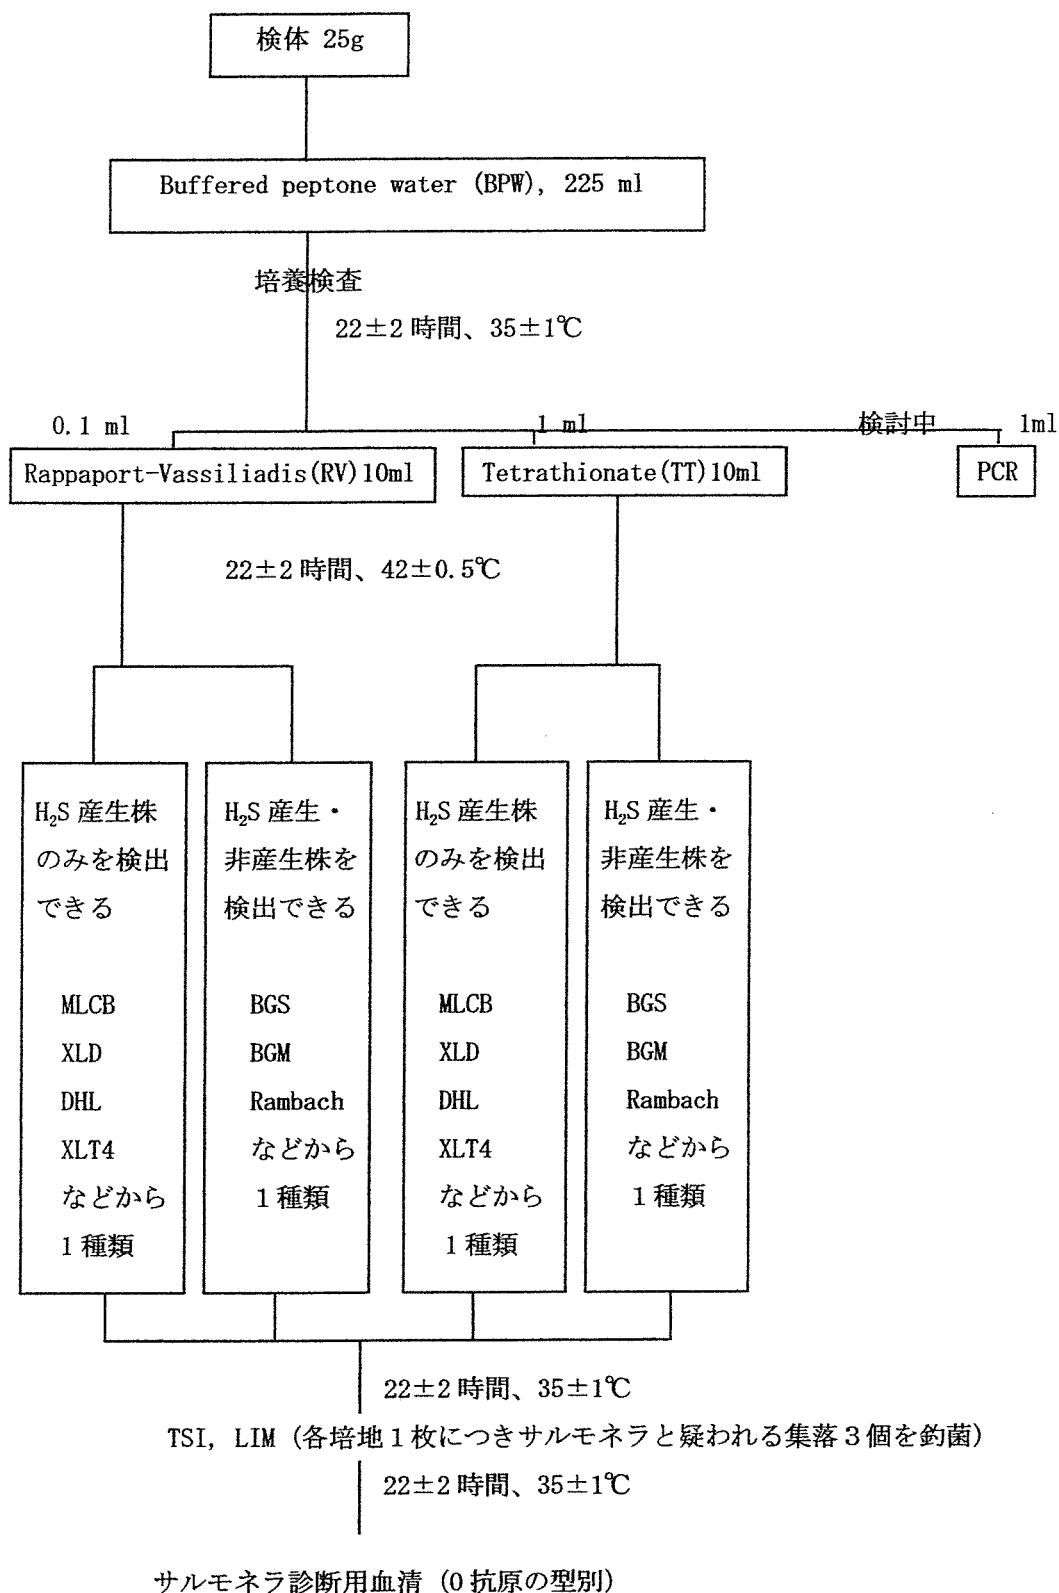 検体 25g
Buffered peptone water (BPW), 225 ml
培養検査
22±2 時間、35±1℃
0.1 ml
1 ml
検討中
1ml
Rappaport-Vassiliadis(RV)10ml
Tetrathionate(TT)10ml
PCR
22±2 時間、42±0.5℃
H₂S 産生株
のみを検出
できる
MLCB
XLD
DHL
XLT4
などから
1 種類
H₂S 産生・
非産生株を
検出できる
BGS
BGM
Rambach
などから
1 種類
H₂S 産生株
のみを検出
できる
MLCB
XLD
DHL
XLT4
などから
1 種類
H₂S 産生・
非産生株を
検出できる
BGS
BGM
Rambach
などから
1 種類
22±2 時間、35±1℃
TSI, LIM (各培地1枚につきサルモネラと疑われる集落3個を釣菌)
22±2 時間、35±1℃
サルモネラ診断用血清 (O 抗原の型別)